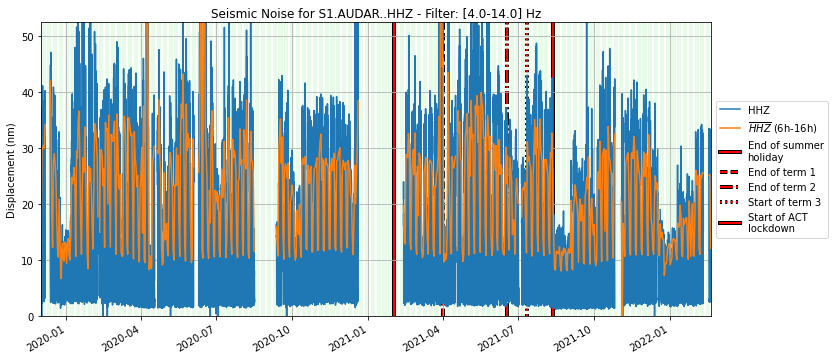 Seismic Noise for S1.AUDAR..HHZ - Filter: [4.0-14.0] Hz
Displacement (nm)
50
40
30
20
10
0
2020-01
2020-04
2020-07
2020-10
2021-01
2021-04
2021-07
2021-10
2022-01
HHZ
HHZ (6h-16h)
End of summer
holiday
End of term 1
End of term 2
Start of term 3
Start of ACT
lockdown